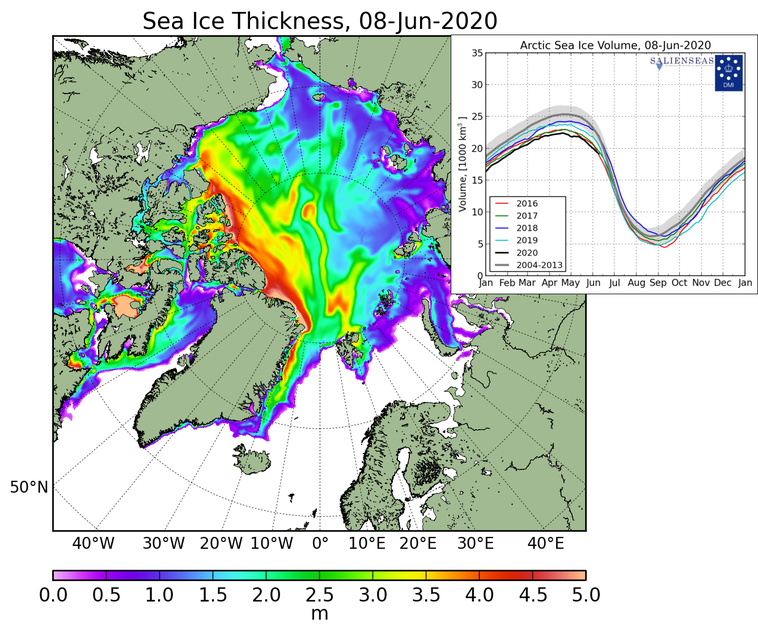 Sea Ice Thickness, 08-Jun-2020
Arctic Sea Ice Volume, 08-Jun-2020
SALIENSEAS
DMI
Volume, [1000 km³]
35
30
25
20
15
10
5
0
2016
2017
2018
2019
2020
2004-2013
Jan Feb Mar Apr May Jun Jul Aug Sep Oct Nov Dec Jan
50°N
40°W 30°W 20°W 10°W 0° 10°E 20°E 30°E 40°E
0.0 0.5 1.0 1.5 2.0 2.5 3.0 3.5 4.0 4.5 5.0
m